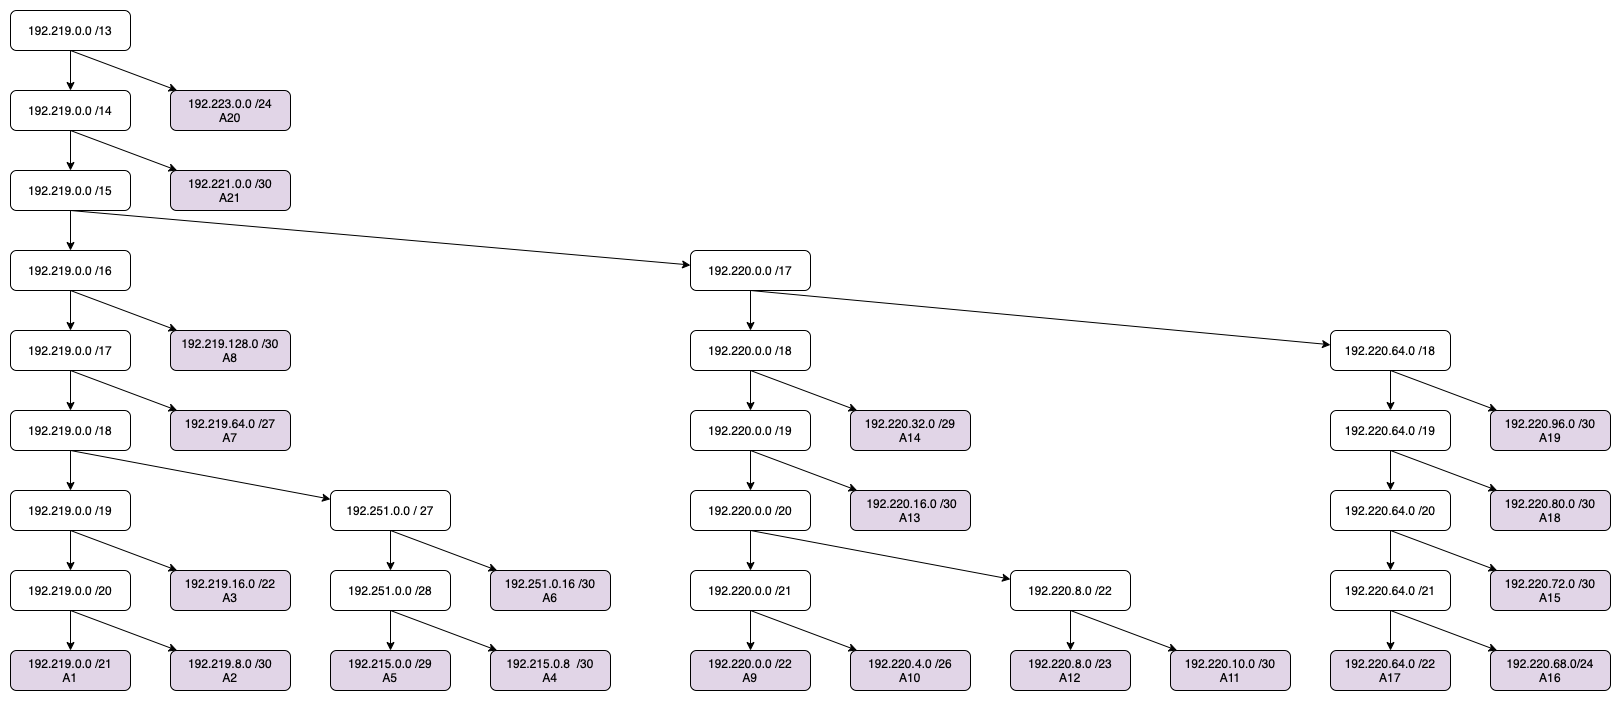 192.219.0.0 /13
192.219.0.0 /14
192.223.0.0 /24
A20
192.219.0.0 /15
192.221.0.0 /30
A21
192.219.0.0 /16
192.220.0.0 /17
192.219.0.0 /17
192.219.128.0 /30
A8
192.220.0.0 /18
192.220.64.0 /18
192.219.0.0 /18
192.219.64.0 /27
A7
192.220.0.0 /19
192.220.32.0 /29
A14
192.220.64.0 /19
192.220.96.0 /30
A19
192.219.0.0 /19
192.251.0.0 / 27
192.220.0.0 /20
192.220.16.0 /30
A13
192.220.64.0 /20
192.220.80.0 /30
A18
192.219.0.0 /20
192.219.16.0 /22
A3
192.251.0.0 /28
192.251.0.16 /30
A6
192.220.0.0 /21
192.220.8.0 /22
192.220.64.0 /21
192.220.72.0 /30
A15
192.219.0.0 /21
A1
192.219.8.0 /30
A2
192.215.0.0 /29
A5
192.215.0.8  /30
A4
192.220.0.0 /22
A9
192.220.4.0 /26
A10
192.220.8.0 /23
A12
192.220.10.0 /30
A11
192.220.64.0 /22
A17
192.220.68.0/24
A16